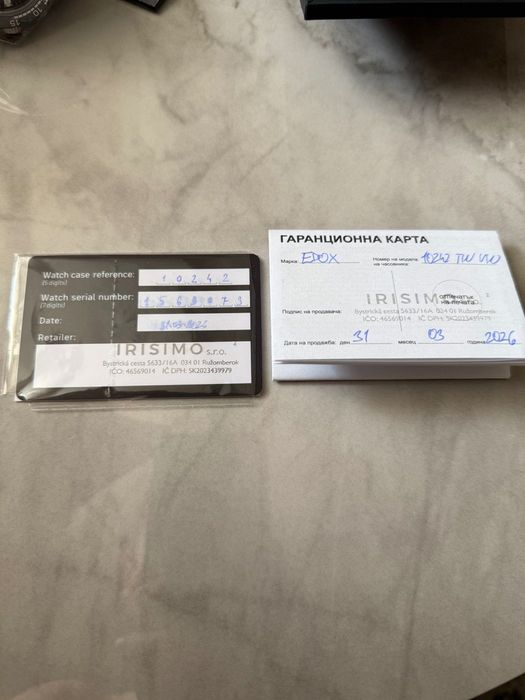 Watch case reference:
(5 digits)
1 0 2 4 2
Watch serial number:
(7 digits)
Date:
Retailer:
IRISIMO s.r.o.
Bystrická cesta 5633/16A 034 01 Ružomberok
IČO: 46569014 IČ DPH: SK2023439979
ГАРАНЦИОННА КАРТА
Марка: EDOX
Номер на модела на часовника: 10242
IRISIMO
отпечатък на печата
Подпис на продавача:
Bystrická cesta 5633/16A 034 01 Ružomberok
IČO: 46569014 IČ DPH: SK2023439979
Дата на продажба: ден 31 месец 03 година 2026